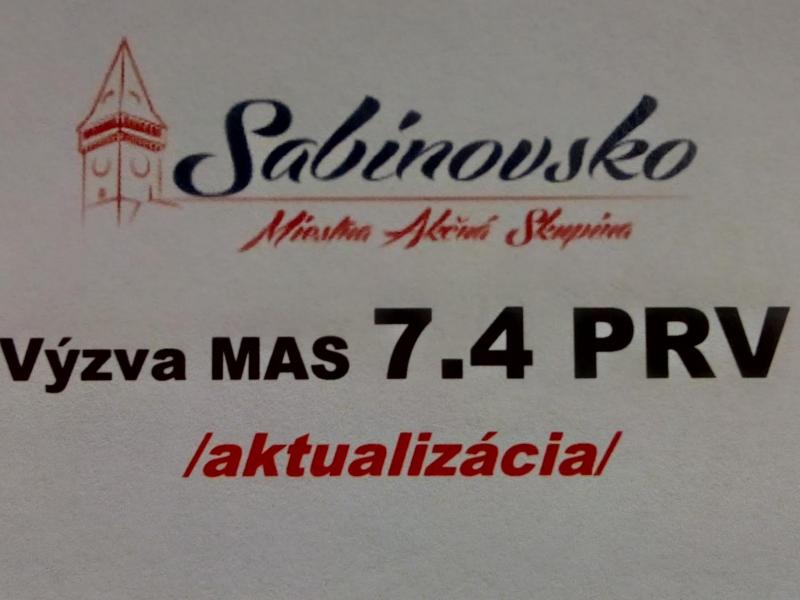 Sabinovsko
Miestna Akčná Skupina
Výzva MAS 7.4 PRV
/aktualizácia/